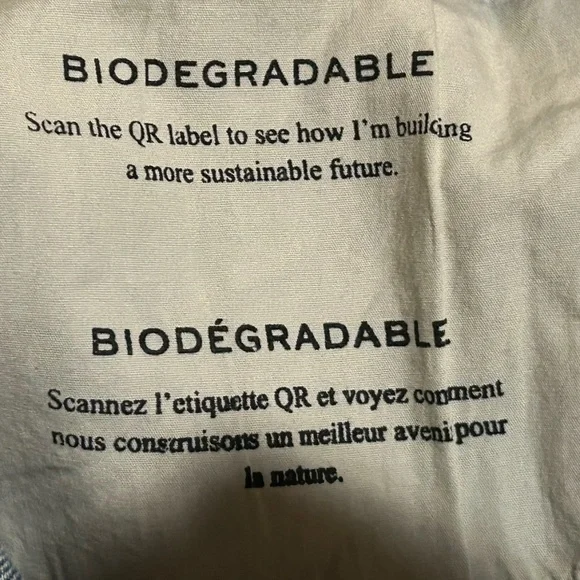 BIODEGRADABLE
Scan the QR label to see how I'm building
a more sustainable future.
BIODÉGRADABLE
Scannez l'etiquette QR et voyez comment
nous construisons un meilleur avenir pour
la nature.